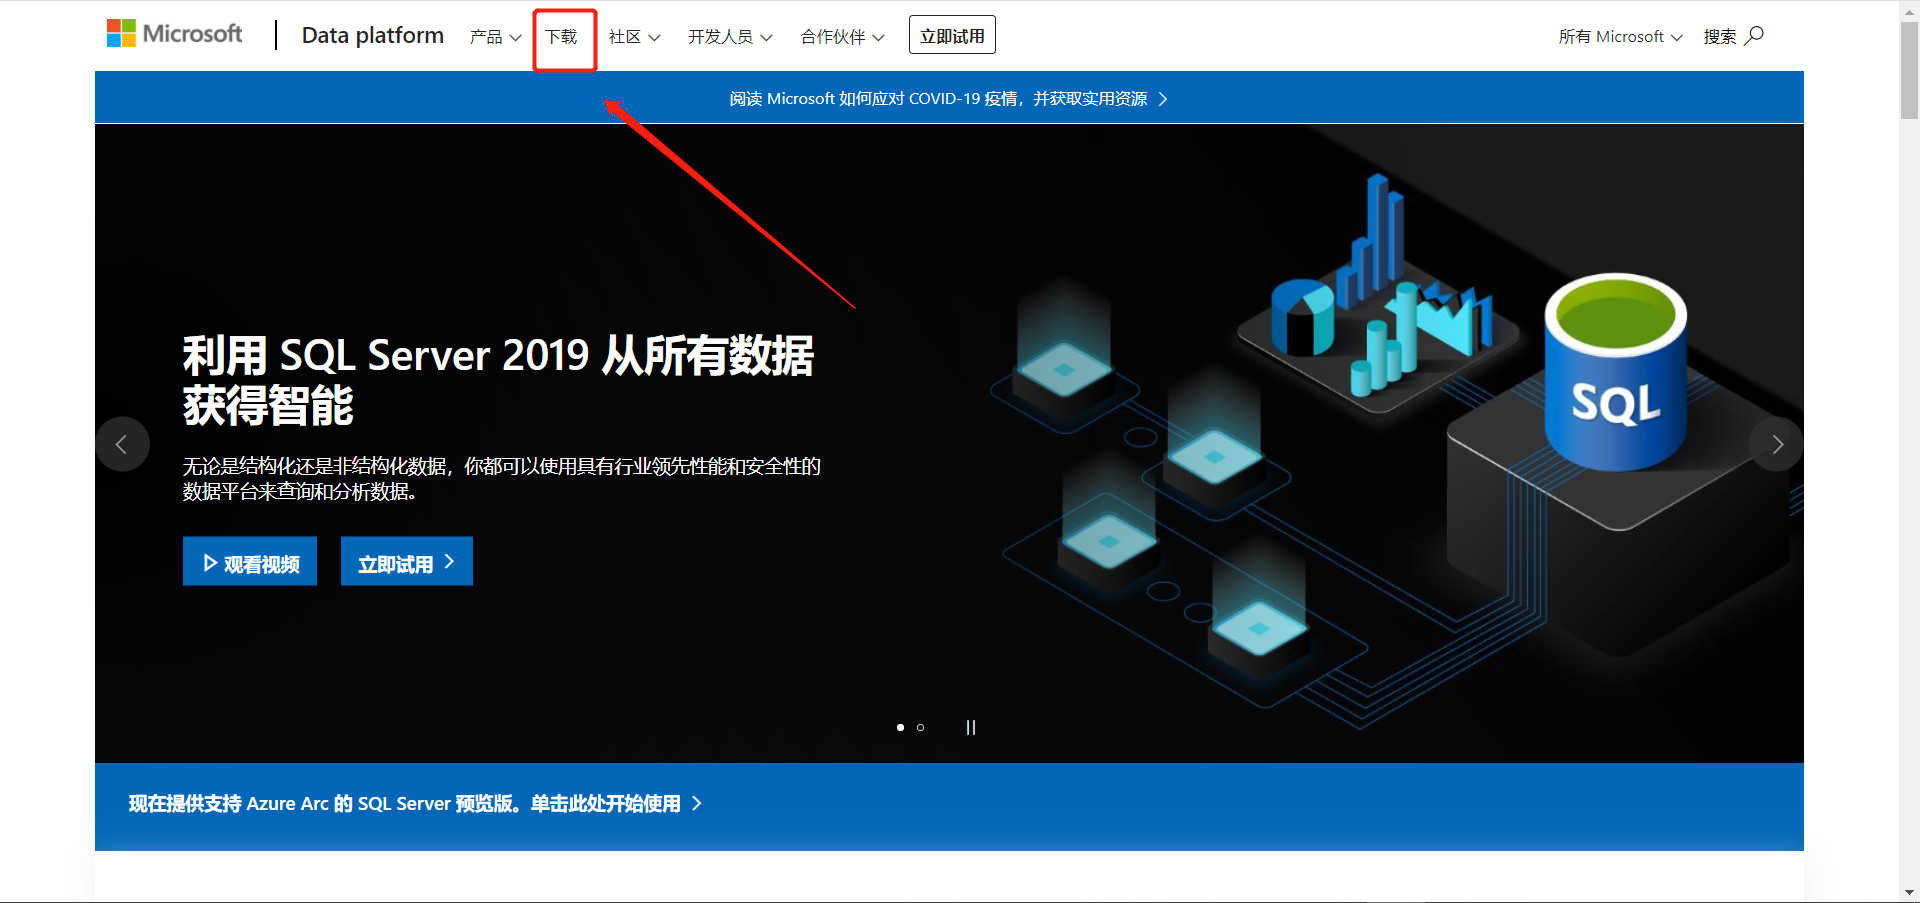 Microsoft Data platform 产品 下载 社区 开发人员 合作伙伴 立即试用 所有 Microsoft 搜索
阅读 Microsoft 如何应对 COVID-19 疫情，并获取实用资源
利用 SQL Server 2019 从所有数据
获得智能
无论是结构化还是非结构化数据，你都可以使用具有行业领先性能和安全性的
数据平台来查询和分析数据。
观看视频 立即试用
SQL
现在提供支持 Azure Arc 的 SQL Server 预览版。单击此处开始使用